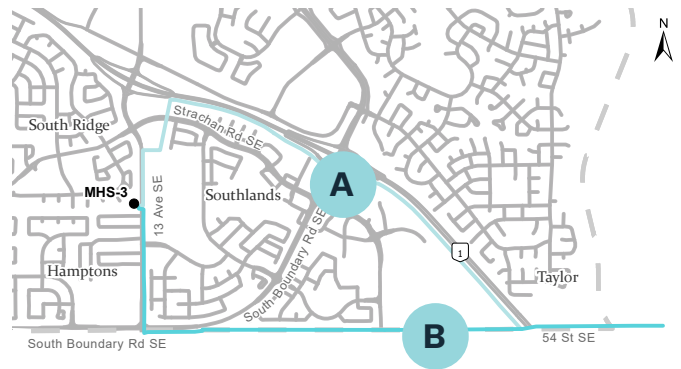 N
Strachan Rd SE
South Ridge
A
MHS-3
Southlands
13 Ave SE
South Boundary Rd SE
1
Hamptons
Taylor
B
South Boundary Rd SE
54 St SE